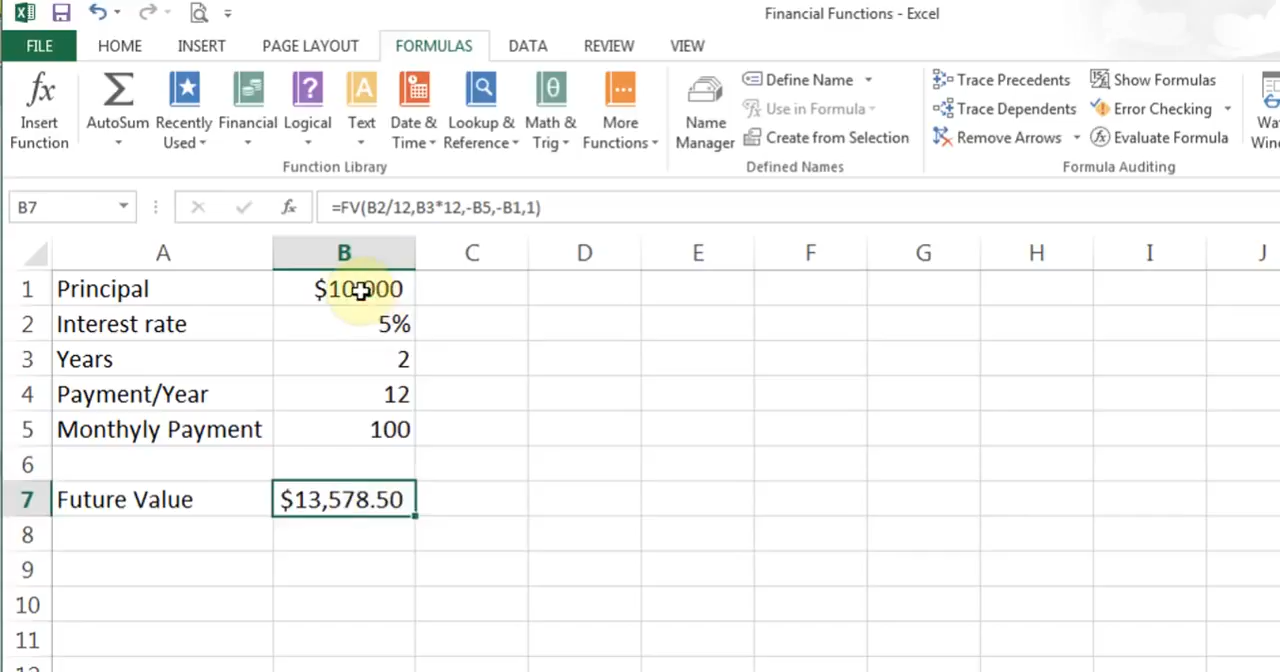 Financial Functions - Excel
FILE HOME INSERT PAGE LAYOUT FORMULAS DATA REVIEW VIEW
fx Insert Function
Σ AutoSum
Recently Used
Financial
? Logical
A Text
Date & Time
Lookup & Reference
θ Math & Trig
More Functions
Function Library
Name Manager
Define Name
Use in Formula
Create from Selection
Defined Names
Trace Precedents
Trace Dependents
Remove Arrows
Show Formulas
Error Checking
Evaluate Formula
Formula Auditing
B7 fx =FV(B2/12,B3*12,-B5,-B1,1)
A B C D E F G H I J
1 Principal
2 Interest rate 5%
3 Years 2
4 Payment/Year 12
5 Monthyly Payment 100
6
7 Future Value $13,578.50
8
9
10
11